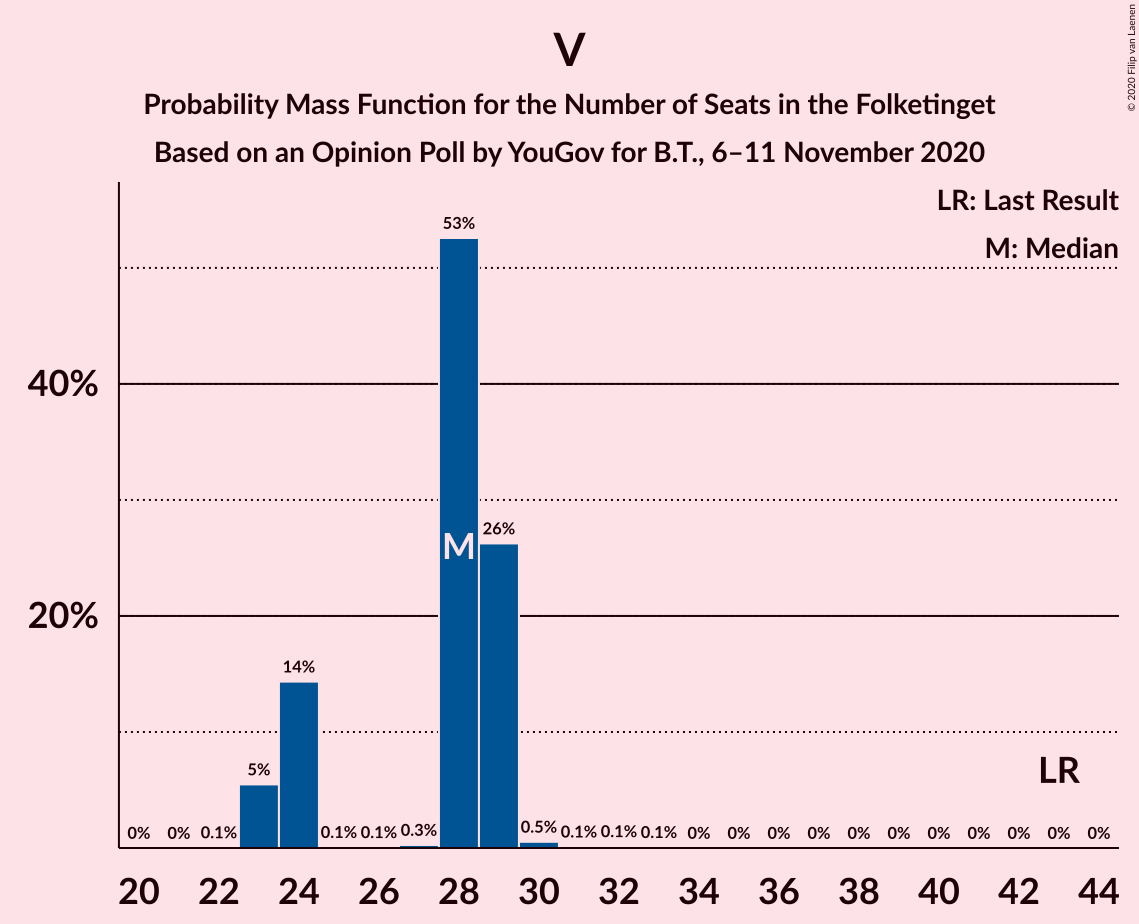 V
Probability Mass Function for the Number of Seats in the Folketinget
Based on an Opinion Poll by YouGov for B.T., 6–11 November 2020
© 2020 Filip van Laenen
LR: Last Result
M: Median
53%
40%
26%
M
20%
14%
LR
5%
0% 0% 0.1% 0.1% 0.1% 0.3% 0.5% 0.1% 0.1% 0.1% 0% 0% 0% 0% 0% 0% 0% 0% 0% 0% 0%
20 22 24 26 28 30 32 34 36 38 40 42 44